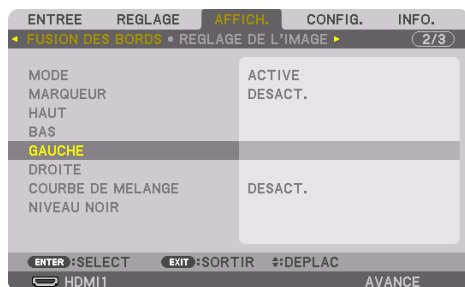 ENTREE REGLAGE AFFICH. CONFIG. INFO.
FUSION DES BORDS • REGLAGE DE L'IMAGE 2/3
MODE ACTIVE
MARQUEUR DESACT.
HAUT
BAS
GAUCHE
DROITE
COURBE DE MELANGE DESACT.
NIVEAU NOIR
ENTER :SELECT EXIT :SORTIR :DEPLAC
HDMI1 AVANCE